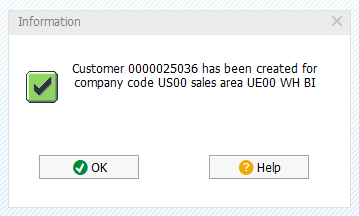 Information
Customer 0000025036 has been created for
company code US00 sales area UE00 WH BI
OK
Help